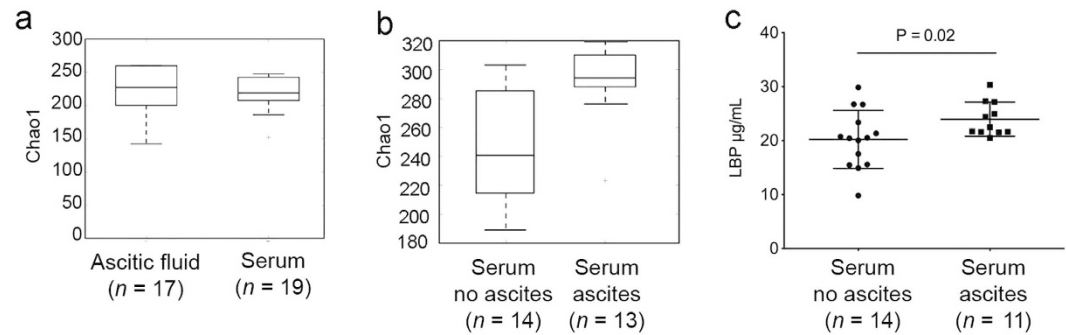 a
300
250
200
150
100
50
0
Chao1
Ascitic fluid
(n = 17)
Serum
(n = 19)
b
320
300
280
260
240
220
200
180
Chao1
Serum
no ascites
(n = 14)
Serum
ascites
(n = 13)
c
P = 0.02
40
30
20
10
0
LBP µg/mL
Serum
no ascites
(n = 14)
Serum
ascites
(n = 11)